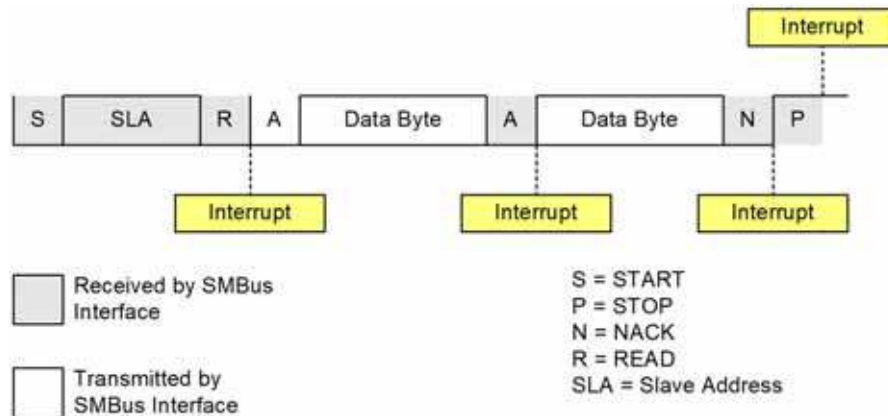 Interrupt
S SLA R A Data Byte A Data Byte N P
Interrupt Interrupt Interrupt
Received by SMBus
Interface
Transmitted by
SMBus Interface
S = START
P = STOP
N = NACK
R = READ
SLA = Slave Address